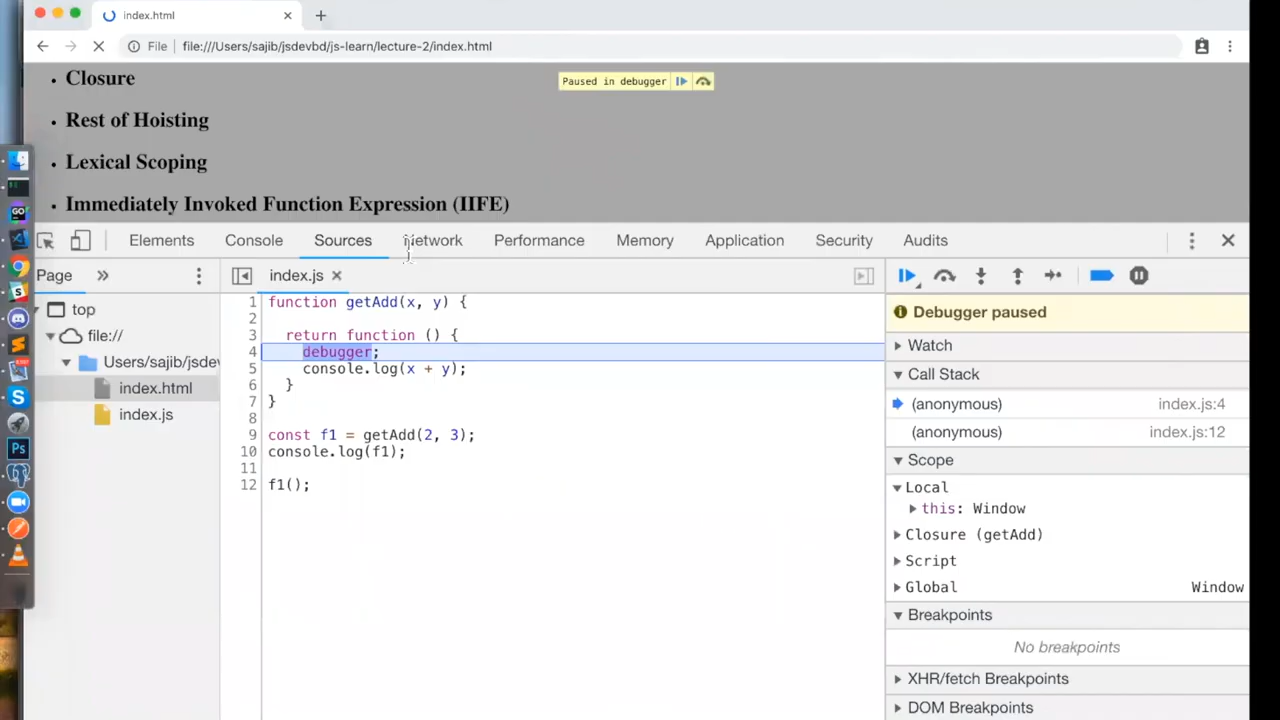 index.html
File file:///Users/sajib/jsdevbd/js-learn/lecture-2/index.html
Paused in debugger
• Closure
• Rest of Hoisting
• Lexical Scoping
• Immediately Invoked Function Expression (IIFE)
Elements Console Sources Network Performance Memory Application Security Audits
Page
top
file://
Users/sajib/jsdev
index.html
index.js
index.js
1 function getAdd(x, y) {
2
3 return function () {
4 debugger;
5 console.log(x + y);
6 }
7 }
8
9 const f1 = getAdd(2, 3);
10 console.log(f1);
11
12 f1();
Debugger paused
Watch
Call Stack
(anonymous) index.js:4
(anonymous) index.js:12
Scope
Local
this: Window
Closure (getAdd)
Script
Global Window
Breakpoints
No breakpoints
XHR/fetch Breakpoints
DOM Breakpoints
GO
S
Ps